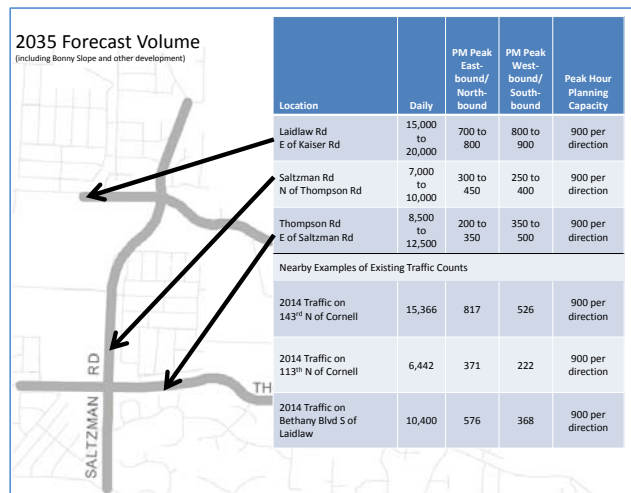 2035 Forecast Volume
(including Bonny Slope and other development)
Location
Daily
PM Peak
East-
bound/
North-
bound
PM Peak
West-
bound/
South-
bound
Peak Hour
Planning
Capacity
Laidlaw Rd
E of Kaiser Rd
15,000
to
20,000
700 to
800
800 to
900
900 per
direction
Saltzman Rd
N of Thompson Rd
7,000
to
10,000
300 to
450
250 to
400
900 per
direction
Thompson Rd
E of Saltzman Rd
8,500
to
12,500
200 to
350
350 to
500
900 per
direction
Nearby Examples of Existing Traffic Counts
2014 Traffic on
143rd N of Cornell
15,366
817
526
900 per
direction
2014 Traffic on
113th N of Cornell
6,442
371
222
900 per
direction
2014 Traffic on
Bethany Blvd S of
Laidlaw
10,400
576
368
900 per
direction
SALTZMAN RD
TH